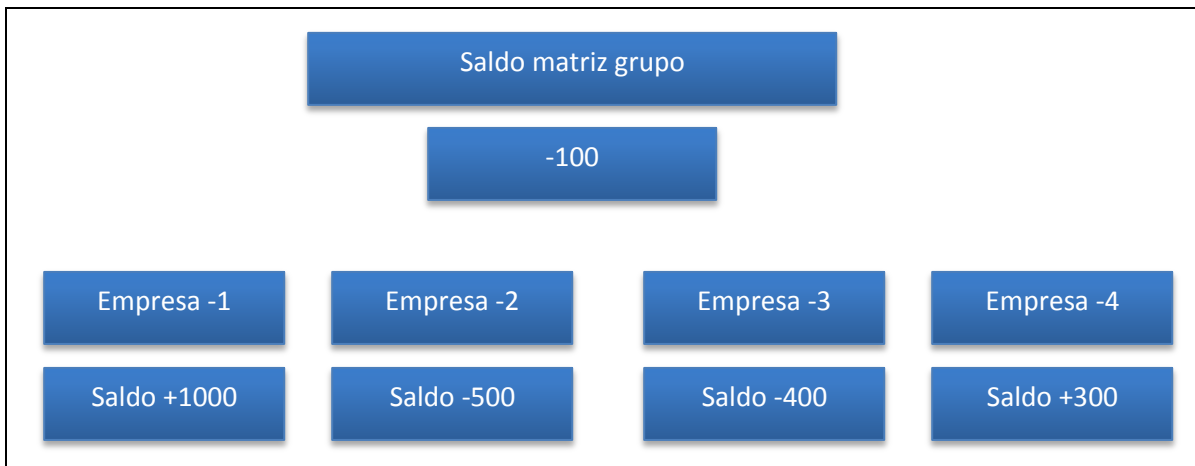 Saldo matriz grupo
-100
Empresa -1
Empresa -2
Empresa -3
Empresa -4
Saldo +1000
Saldo -500
Saldo -400
Saldo +300